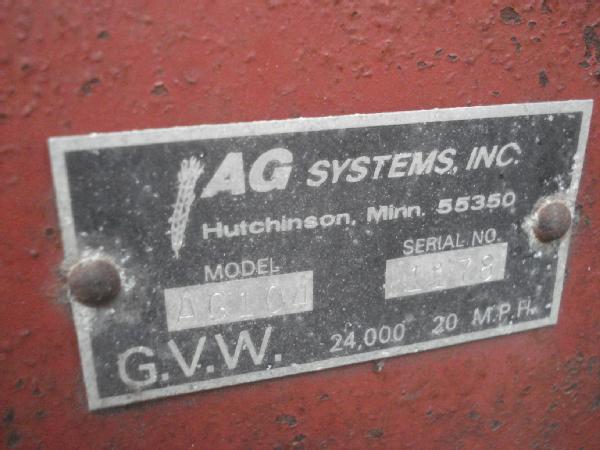 AG SYSTEMS, INC.
Hutchinson, Minn. 55350
MODEL
SERIAL NO.
G.V.W. 24,000 20 M.P.H.